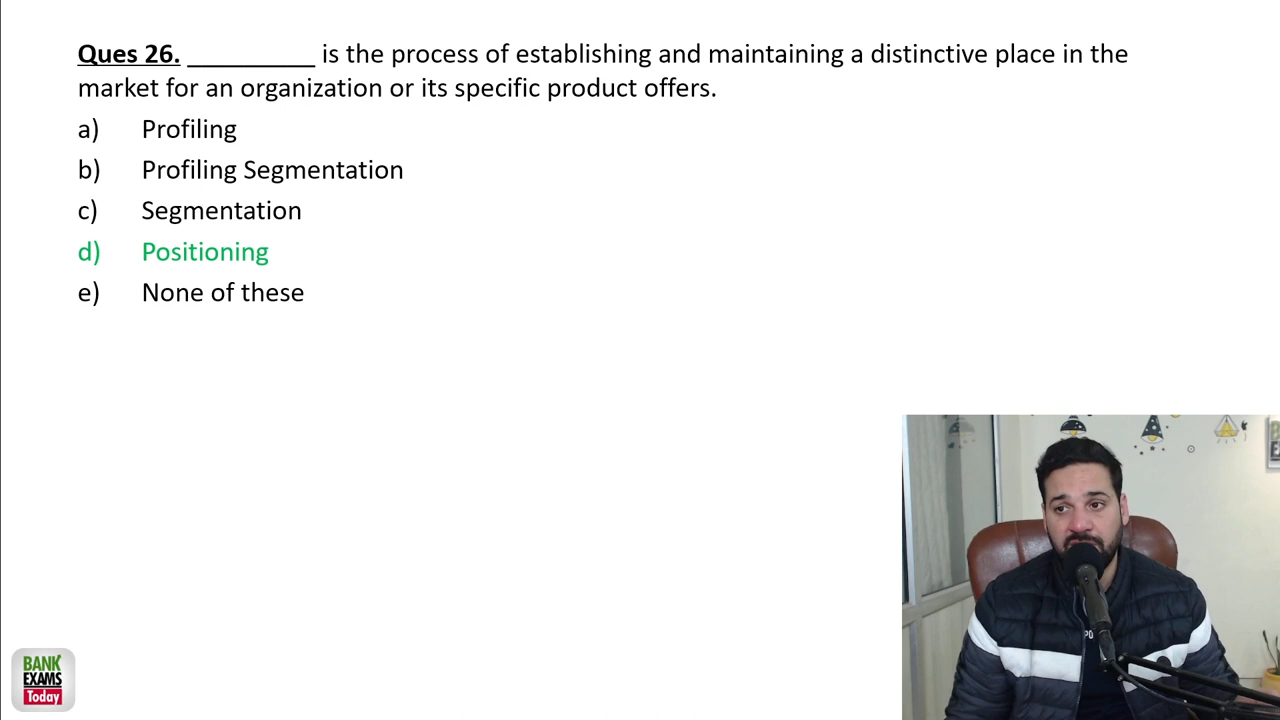 Ques 26. _________ is the process of establishing and maintaining a distinctive place in the
market for an organization or its specific product offers.
a) Profiling
b) Profiling Segmentation
c) Segmentation
d) Positioning
e) None of these
BANK
EXAMS
Today